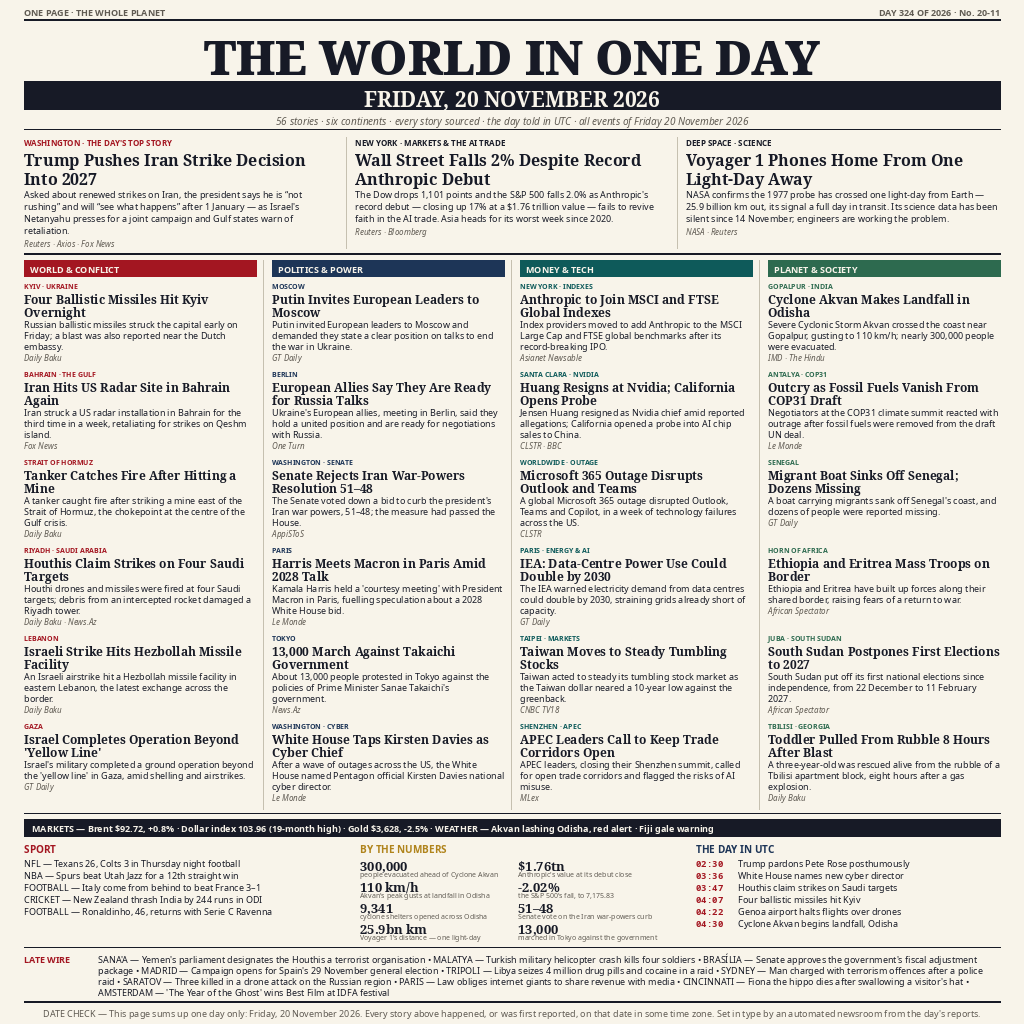 ONE PAGE · THE WHOLE PLANET
DAY 324 OF 2026 · No. 20-11
THE WORLD IN ONE DAY
FRIDAY, 20 NOVEMBER 2026
56 stories · six continents · every story sourced · the day told in UTC · all events of Friday 20 November 2026
WASHINGTON · THE DAY'S TOP STORY
Trump Pushes Iran Strike Decision
Into 2027
Asked about renewed strikes on Iran, the president says he is “not
rushing” and will “see what happens” after 1 January — as Israel's
Netanyahu presses for a joint campaign and Gulf states warn of
retaliation.
Reuters · Axios · Fox News
NEW YORK · MARKETS & THE AI TRADE
Wall Street Falls 2% Despite Record
Anthropic Debut
The Dow drops 1,101 points and the S&P 500 falls 2.0% as Anthropic's
record debut — closing up 17% at a $1.76 trillion value — fails to revive
faith in the AI trade. Asia heads for its worst week since 2020.
Reuters · Bloomberg
DEEP SPACE · SCIENCE
Voyager 1 Phones Home From One
Light-Day Away
NASA confirms the 1977 probe has crossed one light-day from Earth —
25.9 billion km out, its signal a full day in transit. Its science data has been
silent since 14 November; engineers are working the problem.
NASA · Reuters
WORLD & CONFLICT
KYIV · UKRAINE
Four Ballistic Missiles Hit Kyiv
Overnight
Russian ballistic missiles struck the capital early on
Friday; a blast was also reported near the Dutch
embassy.
Daily Baku
BAHRAIN · THE GULF
Iran Hits US Radar Site in Bahrain
Again
Iran struck a US radar installation in Bahrain for the
third time in a week, retaliating for strikes on Qeshm
island.
Fox News
STRAIT OF HORMUZ
Tanker Catches Fire After Hitting a
Mine
A tanker caught fire after striking a mine east of the
Strait of Hormuz, the chokepoint at the centre of the
Gulf crisis.
Daily Baku
RIYADH · SAUDI ARABIA
Houthis Claim Strikes on Four Saudi
Targets
Houthi drones and missiles were fired at four Saudi
targets; debris from an intercepted rocket damaged a
Riyadh tower.
Daily Baku · News.Az
LEBANON
Israeli Strike Hits Hezbollah Missile
Facility
An Israeli airstrike hit a Hezbollah missile facility in
eastern Lebanon, the latest exchange across the
border.
Daily Baku
GAZA
Israel Completes Operation Beyond
'Yellow Line'
Israel's military completed a ground operation beyond
the 'yellow line' in Gaza, amid shelling and airstrikes.
GT Daily
POLITICS & POWER
MOSCOW
Putin Invites European Leaders to
Moscow
Putin invited European leaders to Moscow and
demanded they state a clear position on talks to end
the war in Ukraine.
GT Daily
BERLIN
European Allies Say They Are Ready
for Russia Talks
Ukraine's European allies, meeting in Berlin, said they
hold a united position and are ready for negotiations
with Russia.
One Turn
WASHINGTON · SENATE
Senate Rejects Iran War-Powers
Resolution 51–48
The Senate voted down a bid to curb the president's
Iran war powers, 51–48; the measure had passed the
House.
AppiSToS
PARIS
Harris Meets Macron in Paris Amid
2028 Talk
Kamala Harris held a 'courtesy meeting' with President
Macron in Paris, fuelling speculation about a 2028
White House bid.
Le Monde
TOKYO
13,000 March Against Takaichi
Government
About 13,000 people protested in Tokyo against the
policies of Prime Minister Sanae Takaichi's
government.
News.Az
WASHINGTON · CYBER
White House Taps Kirsten Davies as
Cyber Chief
After a wave of outages across the US, the White
House named Pentagon official Kirsten Davies national
cyber director.
Le Monde
MONEY & TECH
NEW YORK · INDEXES
Anthropic to Join MSCI and FTSE
Global Indexes
Index providers moved to add Anthropic to the MSCI
Large Cap and FTSE global benchmarks after its
record-breaking IPO.
Asianet Newsable
SANTA CLARA · NVIDIA
Huang Resigns at Nvidia; California
Opens Probe
Jensen Huang resigned as Nvidia chief amid reported
allegations; California opened a probe into AI chip
sales to China.
CLSTR · BBC
WORLDWIDE · OUTAGE
Microsoft 365 Outage Disrupts
Outlook and Teams
A global Microsoft 365 outage disrupted Outlook,
Teams and Copilot, in a week of technology failures
across the US.
CLSTR
PARIS · ENERGY & AI
IEA: Data-Centre Power Use Could
Double by 2030
The IEA warned electricity demand from data centres
could double by 2030, straining grids already short of
capacity.
GT Daily
TAIPEI · MARKETS
Taiwan Moves to Steady Tumbling
Stocks
Taiwan acted to steady its tumbling stock market as
the Taiwan dollar neared a 10-year low against the
greenback.
CNBC TV18
SHENZHEN · APEC
APEC Leaders Call to Keep Trade
Corridors Open
APEC leaders, closing their Shenzhen summit, called
for open trade corridors and flagged the risks of AI
misuse.
MLex
PLANET & SOCIETY
GOPALPUR · INDIA
Cyclone Akvan Makes Landfall in
Odisha
Severe Cyclonic Storm Akvan crossed the coast near
Gopalpur, gusting to 110 km/h; nearly 300,000 people
were evacuated.
IMD · The Hindu
ANTALYA · COP31
Outcry as Fossil Fuels Vanish From
COP31 Draft
Negotiators at the COP31 climate summit reacted with
outrage after fossil fuels were removed from the draft
UN deal.
Le Monde
SENEGAL
Migrant Boat Sinks Off Senegal;
Dozens Missing
A boat carrying migrants sank off Senegal's coast, and
dozens of people were reported missing.
GT Daily
HORN OF AFRICA
Ethiopia and Eritrea Mass Troops on
Border
Ethiopia and Eritrea have built up forces along their
shared border, raising fears of a return to war.
African Spectator
JUBA · SOUTH SUDAN
South Sudan Postpones First Elections
to 2027
South Sudan put off its first national elections since
independence, from 22 December to 11 February
2027.
African Spectator
TBILISI · GEORGIA
Toddler Pulled From Rubble 8 Hours
After Blast
A three-year-old was rescued alive from the rubble of a
Tbilisi apartment block, eight hours after a gas
explosion.
Daily Baku
MARKETS — Brent $92.72, +0.8% · Dollar index 103.96 (19-month high) · Gold $3,628, -2.5% · WEATHER — Akvan lashing Odisha, red alert · Fiji gale warning
SPORT
NFL — Texans 26, Colts 3 in Thursday night football
NBA — Spurs beat Utah Jazz for a 12th straight win
FOOTBALL — Italy come from behind to beat France 3–1
CRICKET — New Zealand thrash India by 244 runs in ODI
FOOTBALL — Ronaldinho, 46, returns with Serie C Ravenna
BY THE NUMBERS
300,000
people evacuated ahead of Cyclone Akvan
110 km/h
Akvan's peak gusts at landfall in Odisha
9,341
cyclone shelters opened across Odisha
25.9bn km
Voyager 1's distance — one light-day
$1.76tn
Anthropic's value at its debut close
-2.02%
the S&P 500's fall, to 7,175.83
51–48
Senate vote on the Iran war-powers curb
13,000
marched in Tokyo against the government
THE DAY IN UTC
02:30 Trump pardons Pete Rose posthumously
03:36 White House names new cyber director
03:47 Houthis claim strikes on Saudi targets
04:07 Four ballistic missiles hit Kyiv
04:22 Genoa airport halts flights over drones
04:30 Cyclone Akvan begins landfall, Odisha
LATE WIRE
SANA'A — Yemen's parliament designates the Houthis a terrorist organisation • MALATYA — Turkish military helicopter crash kills four soldiers • BRASÍLIA — Senate approves the government's fiscal adjustment
package • MADRID — Campaign opens for Spain's 29 November general election • TRIPOLI — Libya seizes 4 million drug pills and cocaine in a raid • SYDNEY — Man charged with terrorism offences after a police
raid • SARATOV — Three killed in a drone attack on the Russian region • PARIS — Law obliges internet giants to share revenue with media • CINCINNATI — Fiona the hippo dies after swallowing a visitor's hat •
AMSTERDAM — 'The Year of the Ghost' wins Best Film at IDFA festival
DATE CHECK — This page sums up one day only: Friday, 20 November 2026. Every story above happened, or was first reported, on that date in some time zone. Set in type by an automated newsroom from the day's reports.